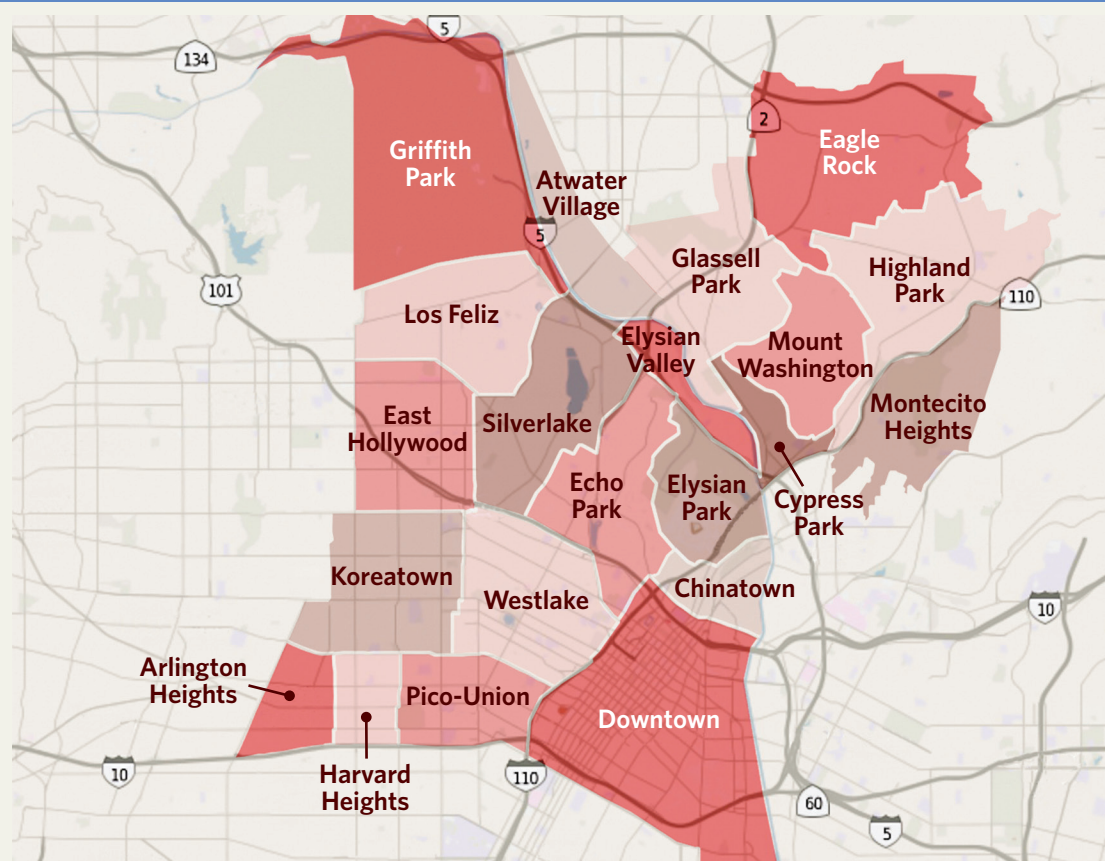 5
134
2
Eagle
Rock
Griffith
Park
Atwater
Village
5
Glassell
Park
Highland
Park
101
110
Los Feliz
Elysian
Valley
Mount
Washington
East
Hollywood
Silverlake
Montecito
Heights
Echo
Park
Elysian
Park
Cypress
Park
Koreatown
Westlake
Chinatown
10
Arlington
Heights
Pico-Union
Downtown
10
Harvard
Heights
110
60
5